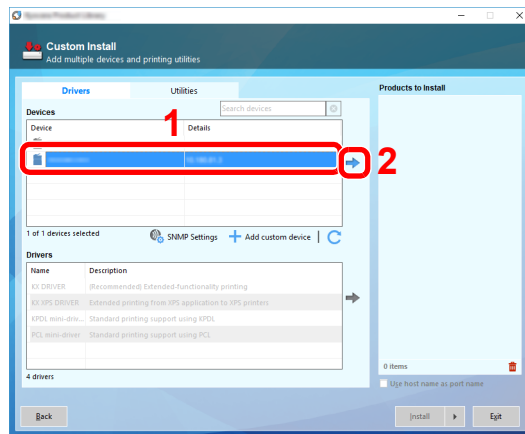 Custom Install
Add multiple devices and printing utilities
Drivers Utilities
Products to Install
Devices
Search devices
1
Device Details
2
1 of 1 devices selected
SNMP Settings
Add custom device
Drivers
Name Description
KX DRIVER (Recommended) Extended-functionality printing
KX XPS DRIVER Extended printing from XPS application to XPS printers
KPDL mini-driv... Standard printing support using KPDL
PCL mini-driver Standard printing support using PCL
4 drivers
0 items
Use host name as port name
Back
Install
Exit